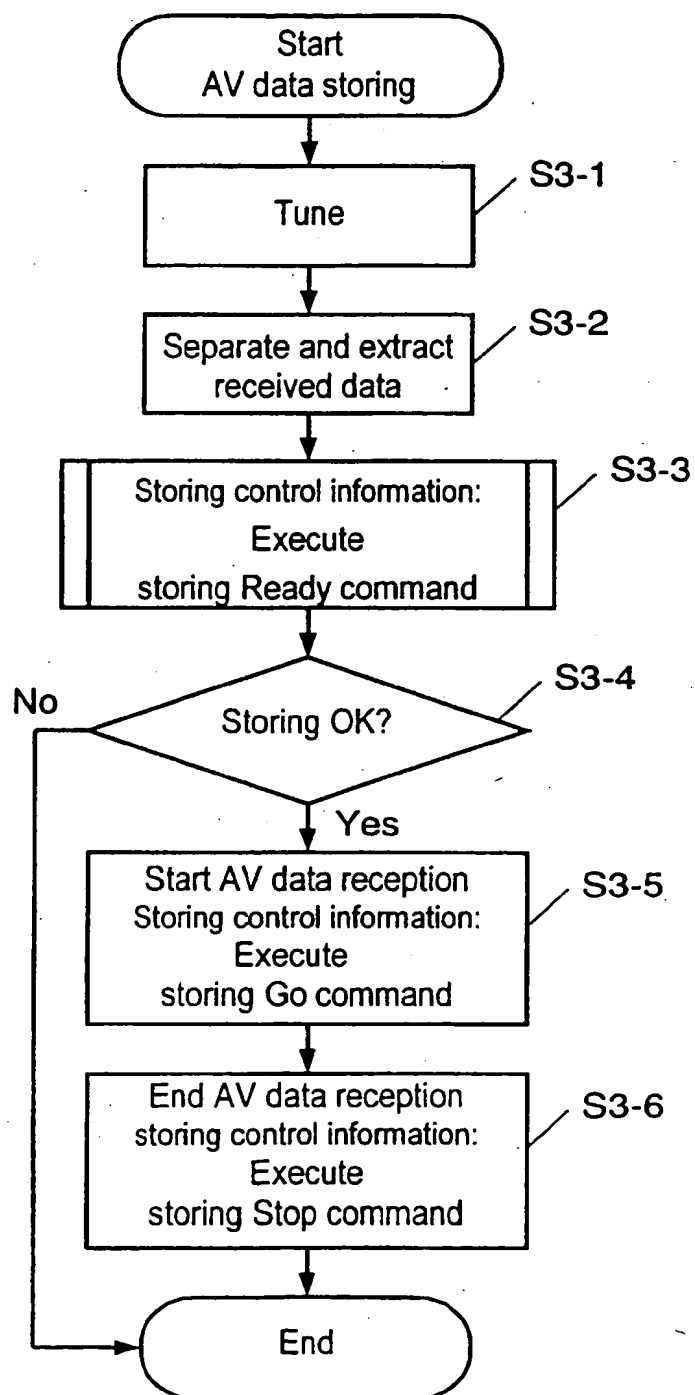 Start
AV data storing
S3-1
Tune
S3-2
Separate and extract
received data
S3-3
Storing control information:
Execute
storing Ready command
S3-4
No
Storing OK?
Yes
Start AV data reception
S3-5
Storing control information:
Execute
storing Go command
End AV data reception
S3-6
storing control information:
Execute
storing Stop command
End